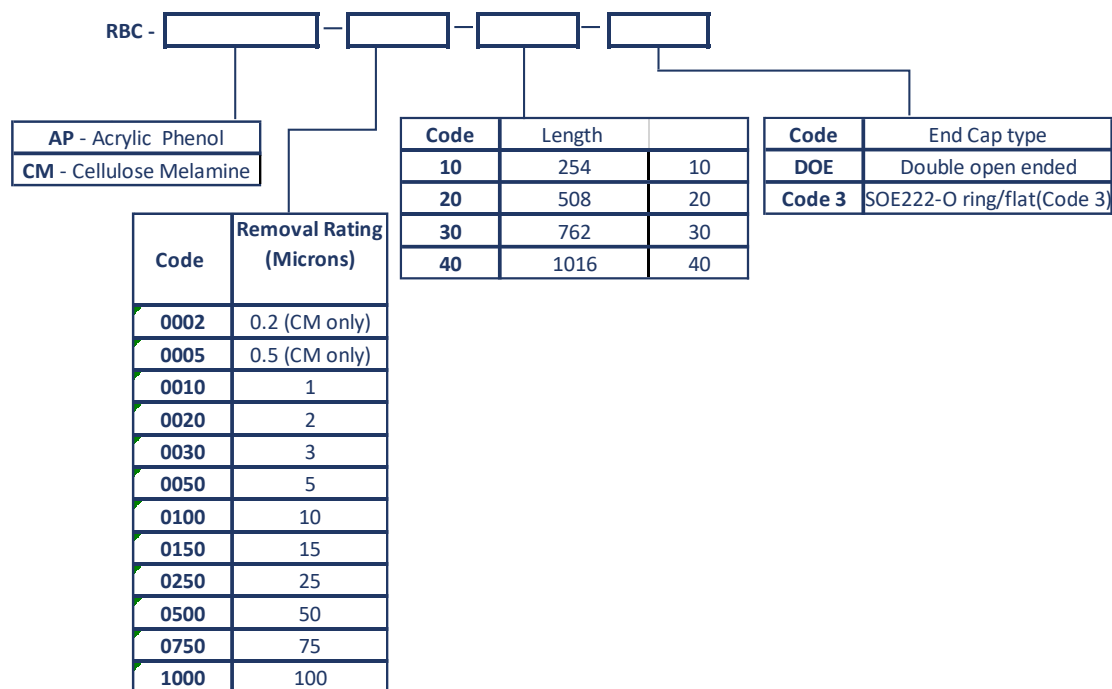 RBC -
AP - Acrylic Phenol
CM - Cellulose Melamine
Code Removal Rating (Microns)
0002 0.2 (CM only)
0005 0.5 (CM only)
0010 1
0020 2
0030 3
0050 5
0100 10
0150 15
0250 25
0500 50
0750 75
1000 100
Code Length
10 254 10
20 508 20
30 762 30
40 1016 40
Code End Cap type
DOE Double open ended
Code 3 SOE222-O ring/flat(Code 3)